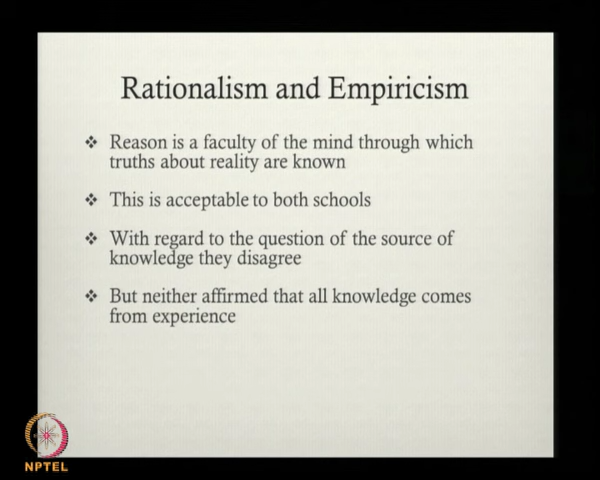 Rationalism and Empiricism
❖ Reason is a faculty of the mind through which
truths about reality are known
❖ This is acceptable to both schools
❖ With regard to the question of the source of
knowledge they disagree
❖ But neither affirmed that all knowledge comes
from experience
NPTEL